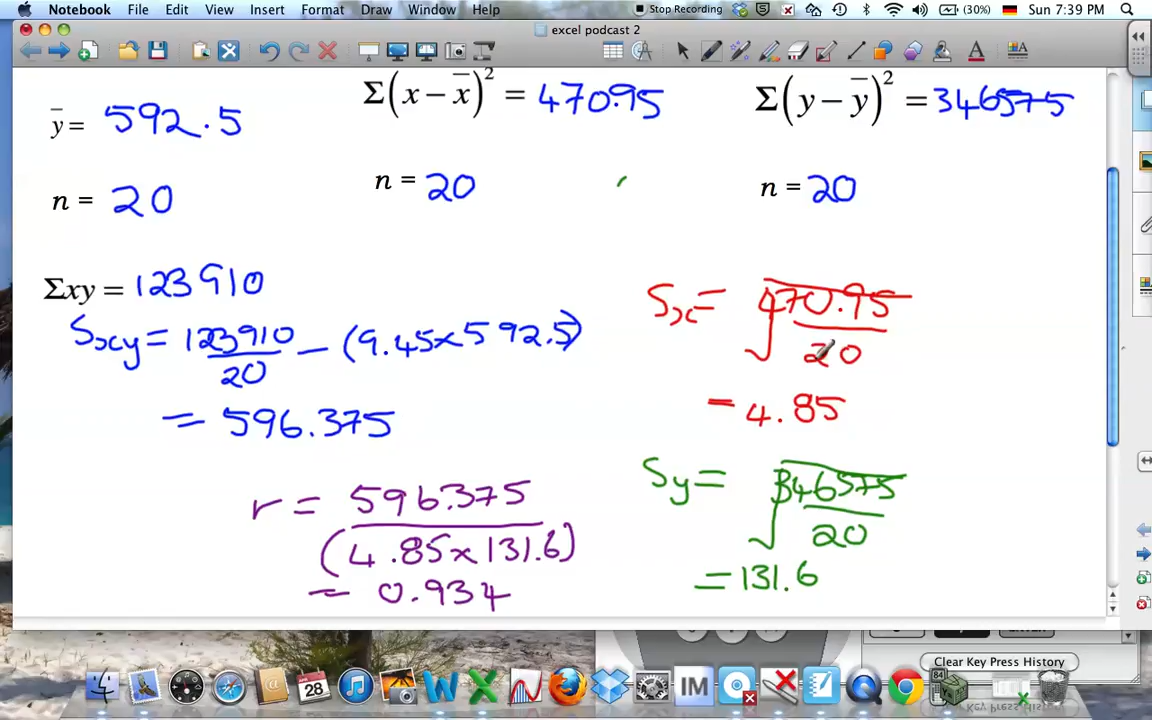 Notebook File Edit View Insert Format Draw Window Help Stop Recording (30%) Sun 7:39 PM
excel podcast 2
y̅ = 592.5
Σ(x − x̅)² = 470.95
Σ(y − y̅)² = 346575
n = 20
n = 20
n = 20
Σxy = 123910
Sxy = 123910/20 − (9.45×592.5)
= 596.375
Sx = √470.95/20
= 4.85
Sy = √346575/20
= 131.6
r = 596.375/(4.85×131.6)
= 0.934
Clear Key Press History
28
IM
84